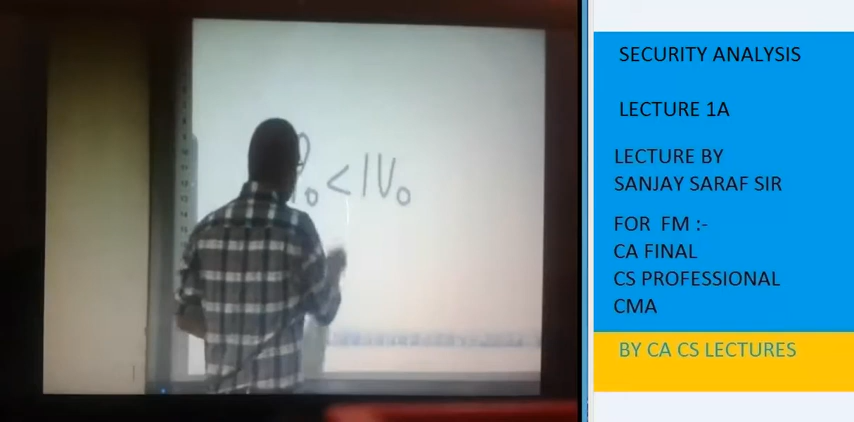 P₀ < IV₀
SECURITY ANALYSIS
LECTURE 1A
LECTURE BY
SANJAY SARAF SIR
FOR FM :-
CA FINAL
CS PROFESSIONAL
CMA
BY CA CS LECTURES